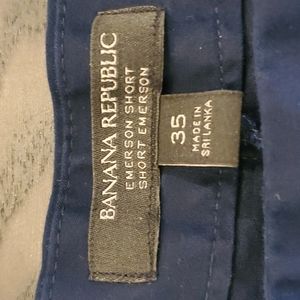 BANANA REPUBLIC
EMERSON SHORT
SHORT EMERSON
35
MADE IN
SRI LANKA